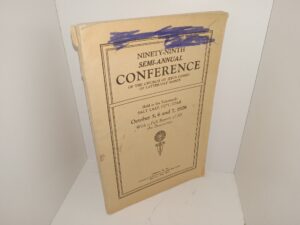 NINETY-NINTH
SEMI-ANNUAL
CONFERENCE
OF THE CHURCH OF JESUS CHRIST
OF LATTER-DAY SAINTS
Held in the Tabernacle
SALT LAKE CITY, UTAH
October 5, 6 and 7, 1928
With a Full Report of All
the Discourses